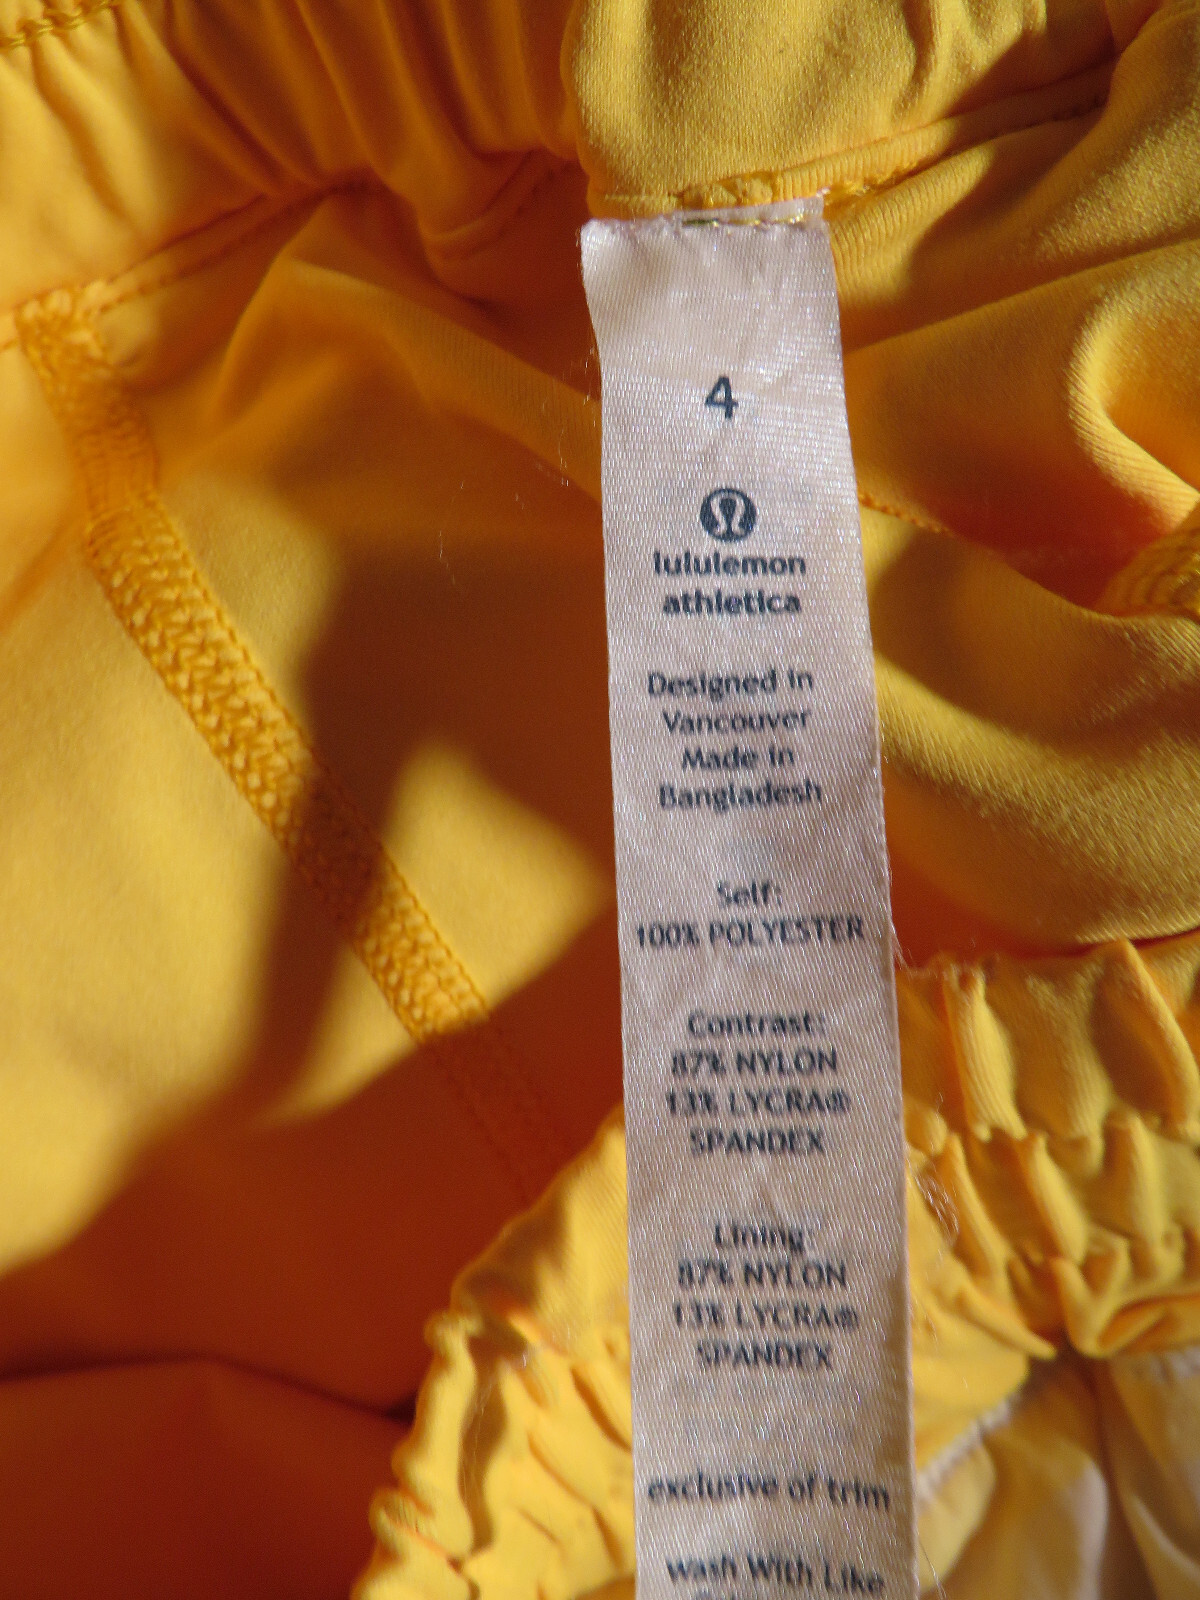 4
lululemon
athletica
Designed in
Vancouver
Made in
Bangladesh
Self:
100% POLYESTER
Contrast:
87% NYLON
13% LYCRA®
SPANDEX
Lining:
87% NYLON
13% LYCRA®
SPANDEX
exclusive of trim
wash With Like